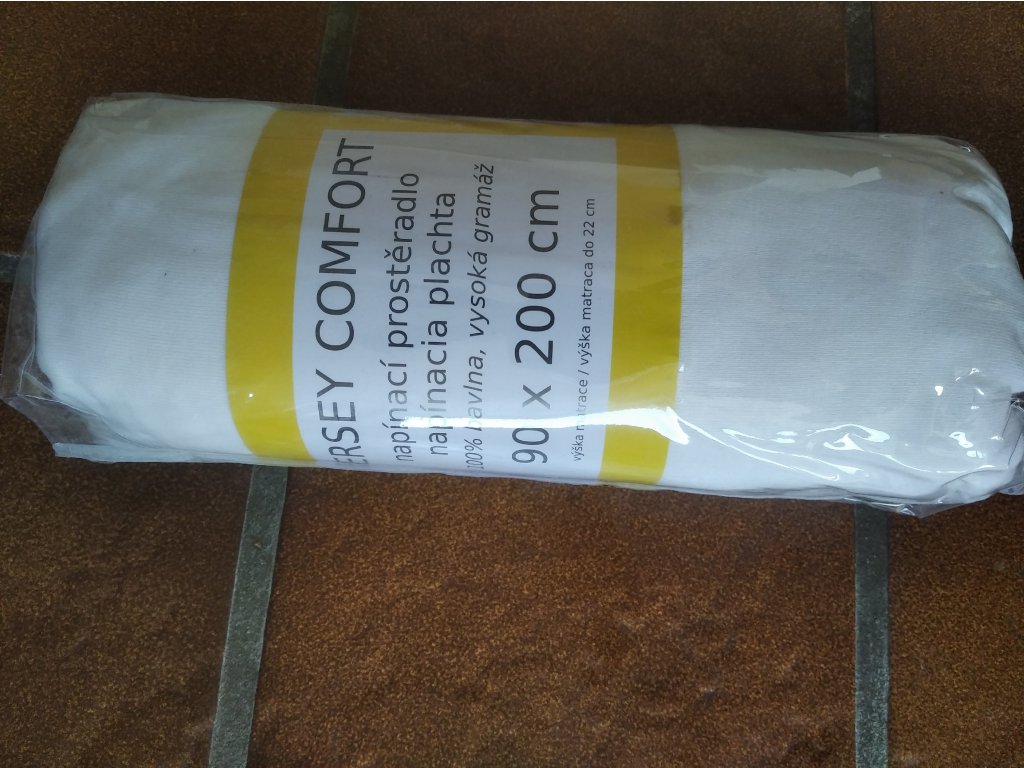 ERSEY COMFORT
napínací prostěradlo
napínacia plachta
100% bavlna, vysoká gramáž
90 x 200 cm
výška matrace / výška matraca do 22 cm